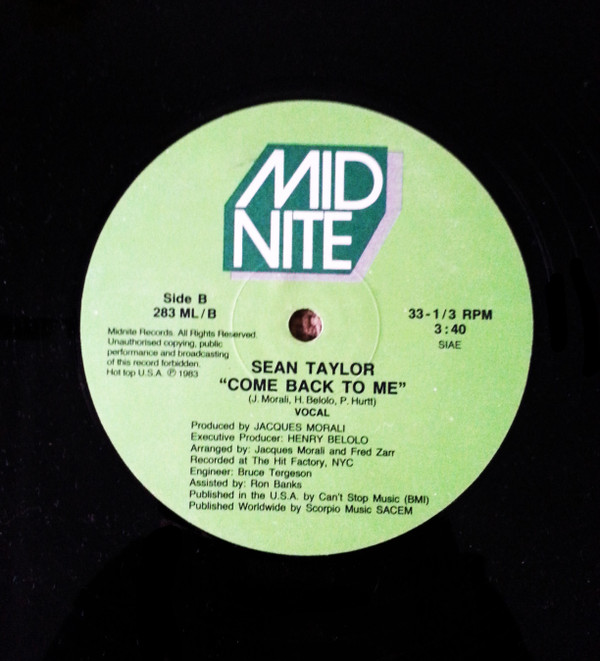 MID
NITE
Side B
283 ML/B
33-1/3 RPM
3:40
SIAE
Midnite Records. All Rights Reserved.
Unauthorised copying, public
performance and broadcasting
of this record forbidden.
Hot top U.S.A. ℗ 1983
SEAN TAYLOR
“COME BACK TO ME”
(J. Morali, H. Belolo, P. Hurtt)
VOCAL
Produced by JACQUES MORALI
Executive Producer: HENRY BELOLO
Arranged by: Jacques Morali and Fred Zarr
Recorded at The Hit Factory, NYC
Engineer: Bruce Tergeson
Assisted by: Ron Banks
Published in the U.S.A. by Can't Stop Music (BMI)
Published Worldwide by Scorpio Music SACEM